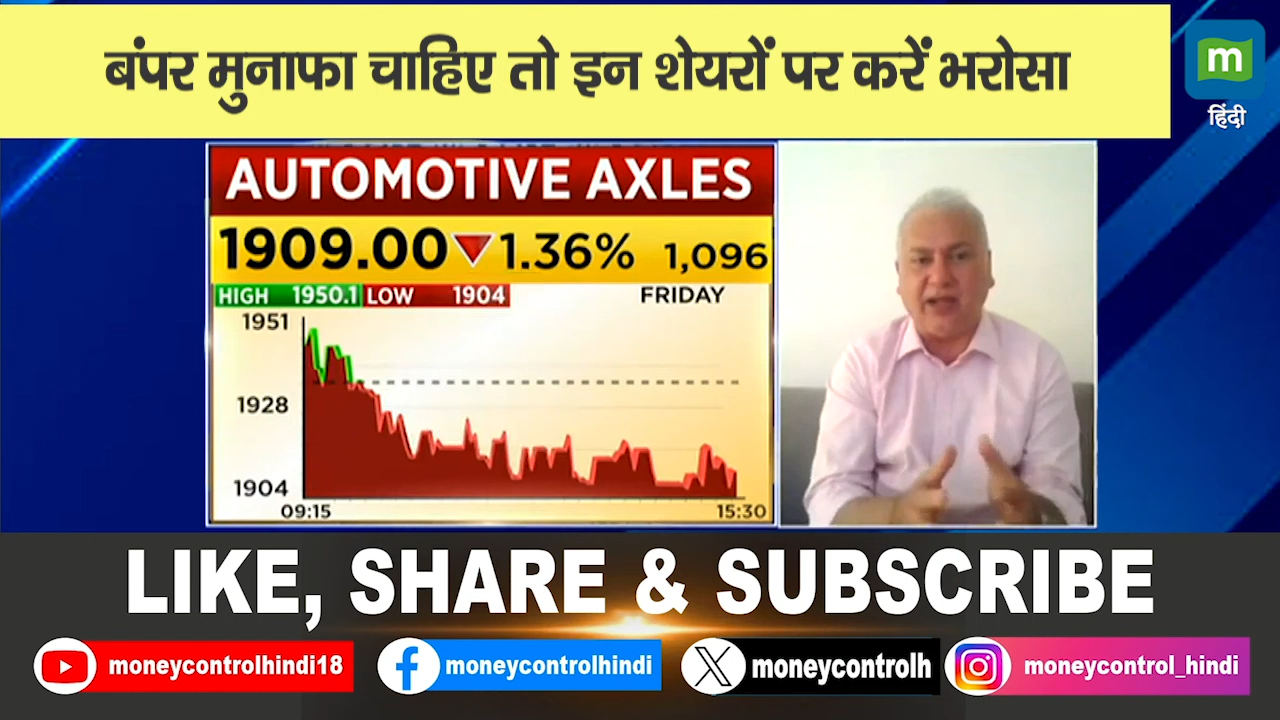 बंपर मुनाफा चाहिए तो इन शेयरों पर करें भरोसा
m
हिंदी
AUTOMOTIVE AXLES
1909.00 ▼ 1.36% 1,096
HIGH 1950.1 LOW 1904 FRIDAY
1951
1928
1904
09:15 15:30
LIKE, SHARE & SUBSCRIBE
moneycontrolhindi18 moneycontrolhindi moneycontrolh moneycontrol_hindi